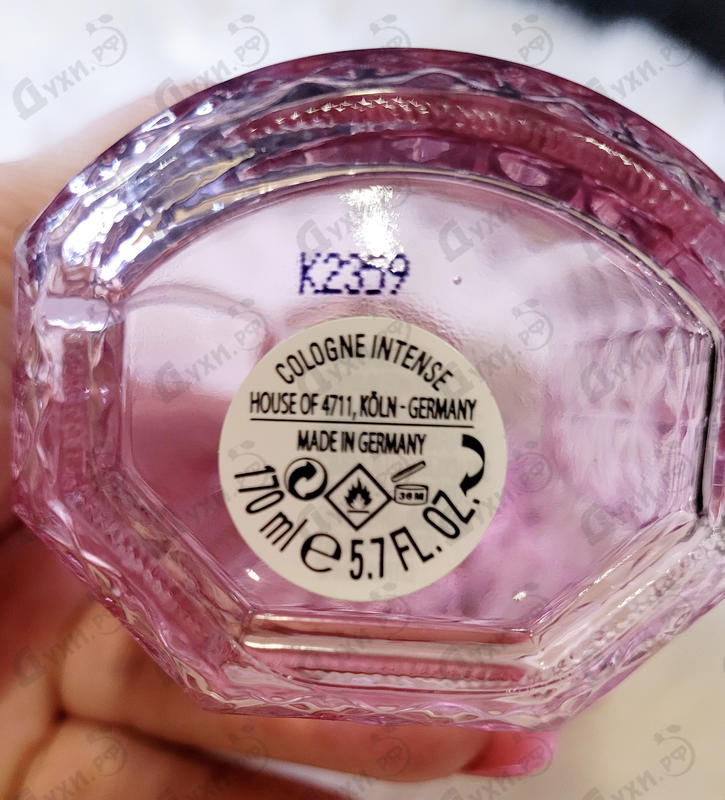 K2359
COLOGNE INTENSE
HOUSE OF 4711, KÖLN - GERMANY
MADE IN GERMANY
36M
170 ml e 5.7 FL. OZ.
Духи.рф